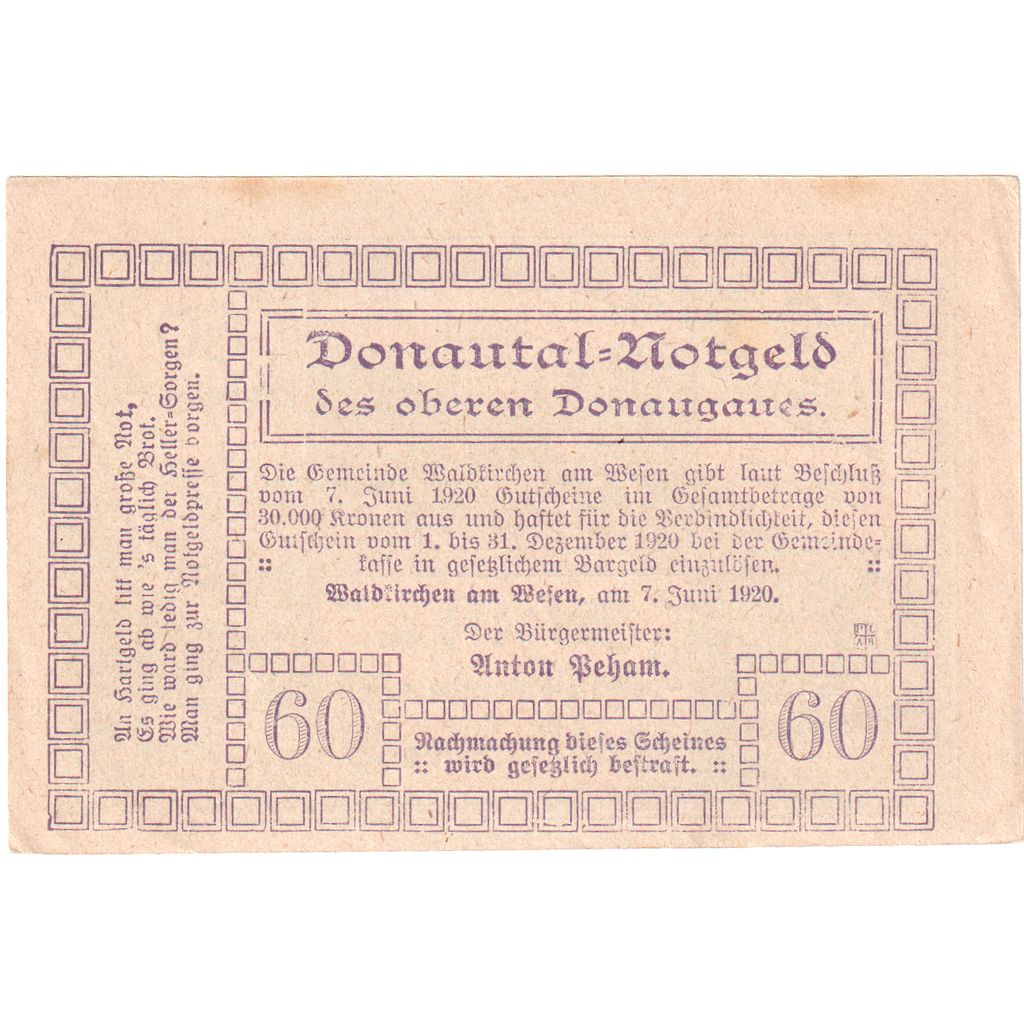 Donautal=Notgeld
des oberen Donaugaues.
Die Gemeinde Waldkirchen am Wesen gibt laut Beschluß
vom 7. Juni 1920 Gutscheine im Gesamtbetrage von
30.000 Kronen aus und haftet für die Verbindlichkeit, diesen
Gutschein vom 1. bis 31. Dezember 1920 bei der Gemeinde=
:: kasse in gesetzlichem Bargeld einzulösen. ::
Waldkirchen am Wesen, am 7. Juni 1920.
Der Bürgermeister:
Anton Peham.
60
60
Nachmachung dieses Scheines
:: wird gesetzlich bestraft. ::
An Hartgeld litt man große Not,
Es ging ab wie 's täglich Brot.
Wie ward ledig man der Heller=Sorgen?
Man ging zur Notgeldpresse borgen.